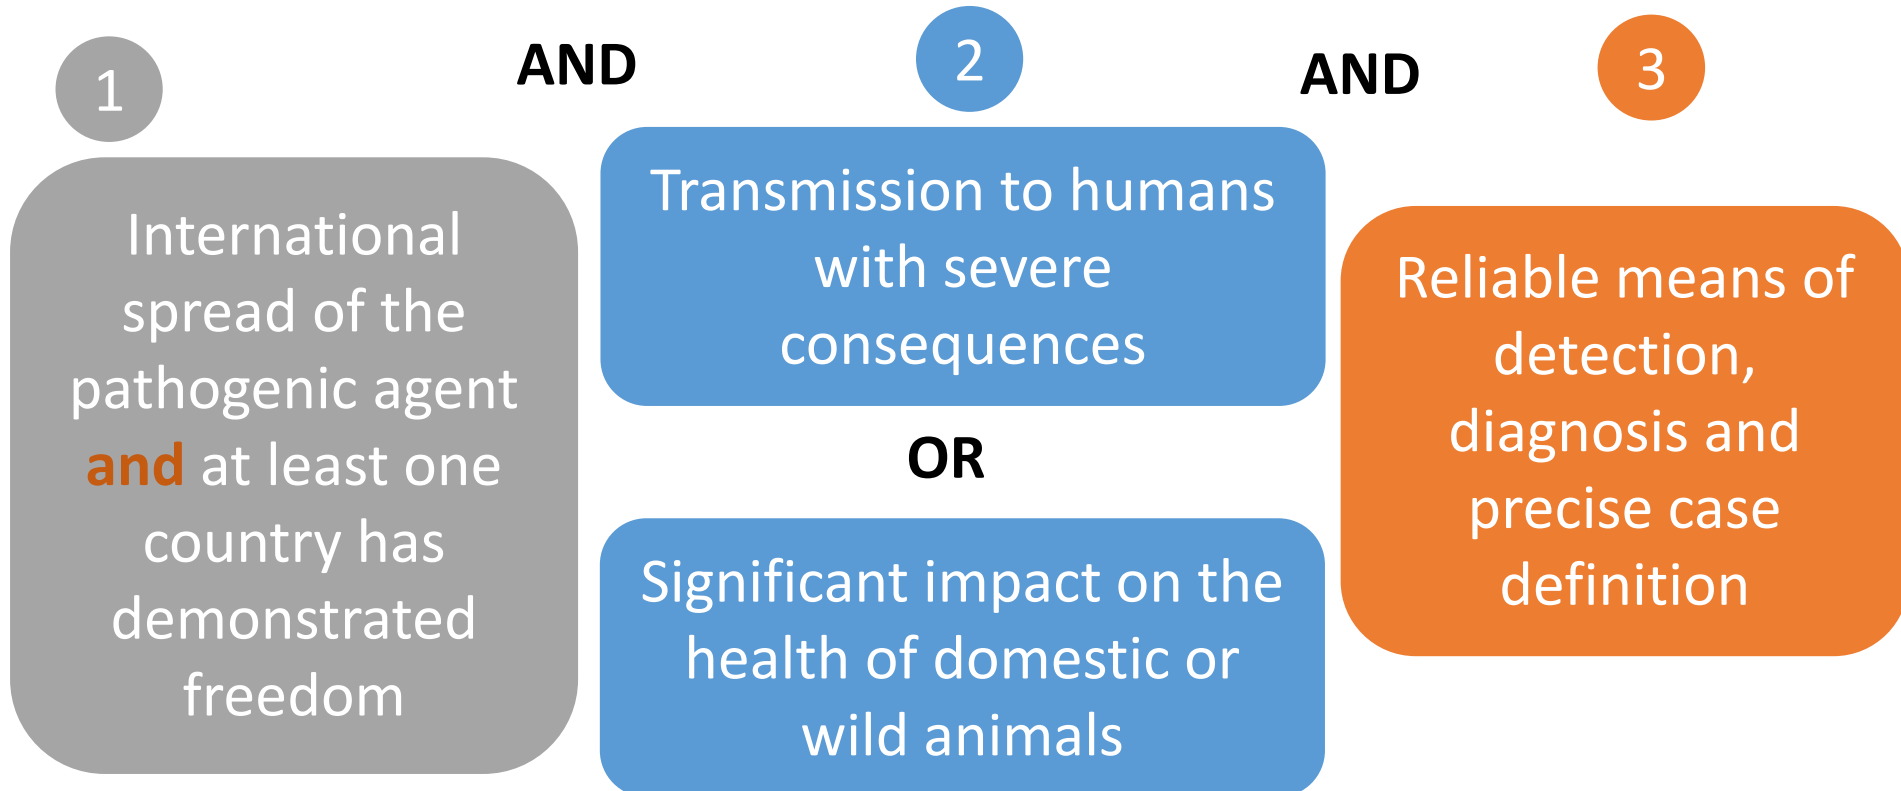 1
International
spread of the
pathogenic agent
and at least one
country has
demonstrated
freedom
AND
2
Transmission to humans
with severe
consequences
OR
Significant impact on the
health of domestic or
wild animals
AND
3
Reliable means of
detection,
diagnosis and
precise case
definition